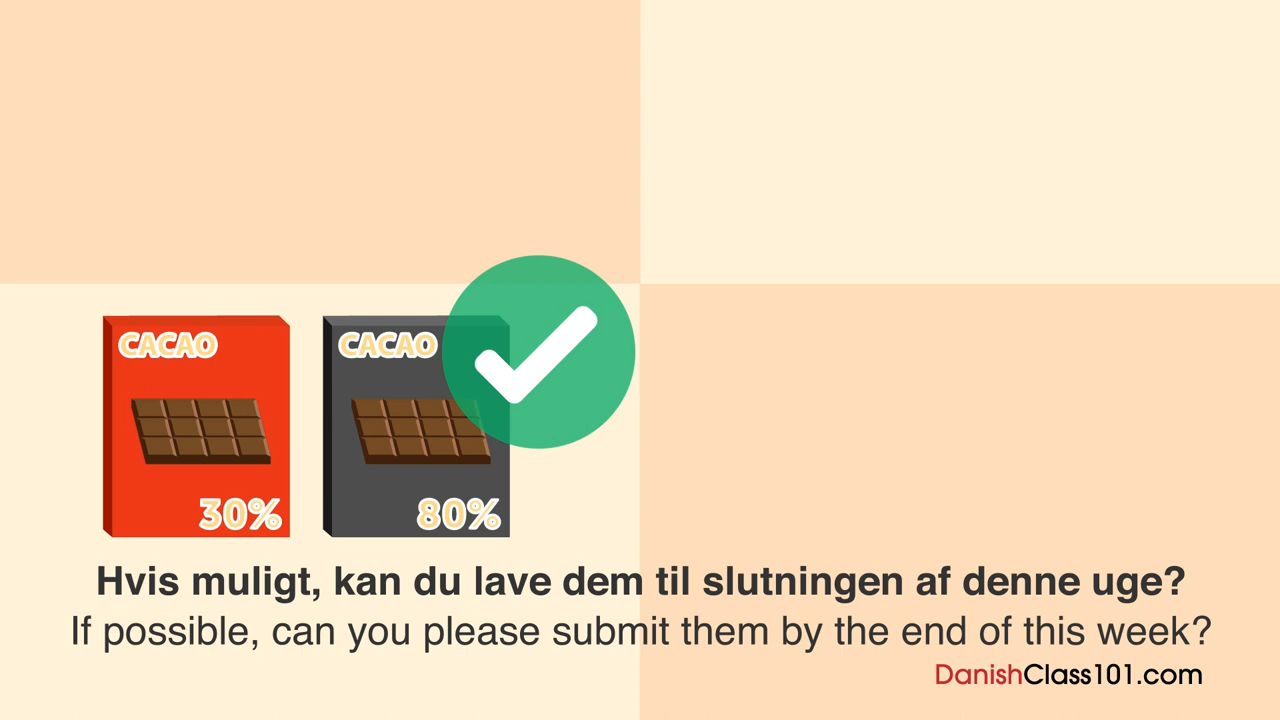 CACAO
30%
CACAO
80%
Hvis muligt, kan du lave dem til slutningen af denne uge?
If possible, can you please submit them by the end of this week?
DanishClass101.com